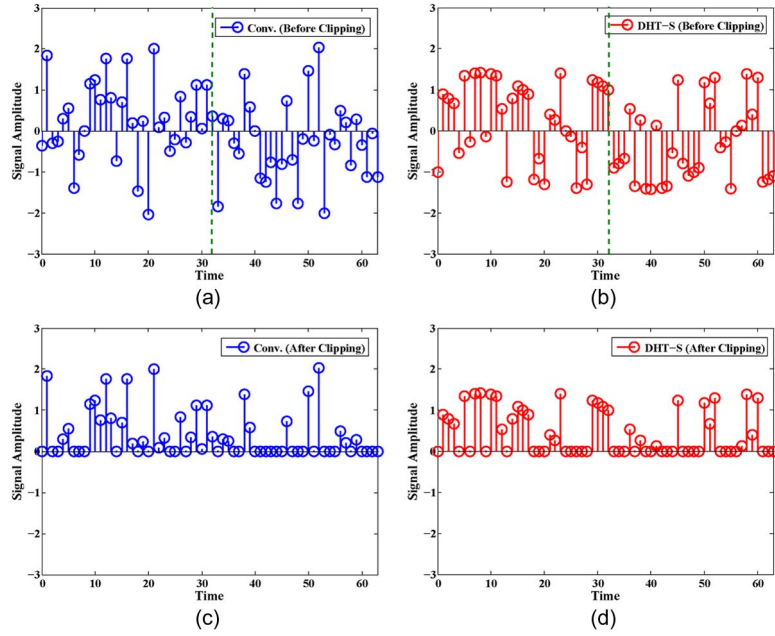 Conv. (Before Clipping)
Signal Amplitude
3
2
1
0
−1
−2
−3
0 10 20 30 40 50 60
Time
(a)
DHT−S (Before Clipping)
Signal Amplitude
3
2
1
0
−1
−2
−3
0 10 20 30 40 50 60
Time
(b)
Conv. (After Clipping)
Signal Amplitude
3
2
1
0
−1
−2
−3
0 10 20 30 40 50 60
Time
(c)
DHT−S (After Clipping)
Signal Amplitude
3
2
1
0
−1
−2
−3
0 10 20 30 40 50 60
Time
(d)